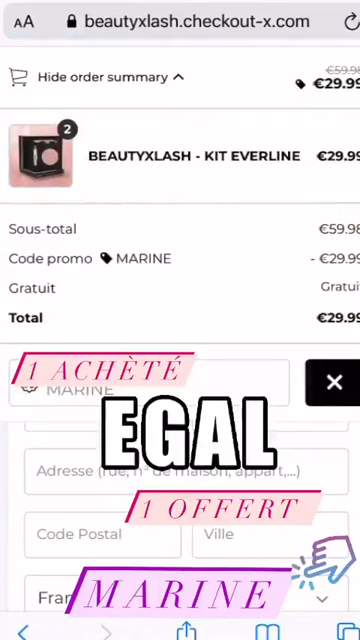 AA beautyxlash.checkout-x.com
Hide order summary €59.98
€29.99
2
BEAUTYXLASH - KIT EVERLINE €29.99
Sous-total €59.98
Code promo MARINE - €29.99
Gratuit Gratuit
Total €29.99
1 ACHÈTÉ
MARINE
EGAL
Adresse (rue, n° de maison, appart,...)
1 OFFERT
Code Postal Ville
Fran
MARINE